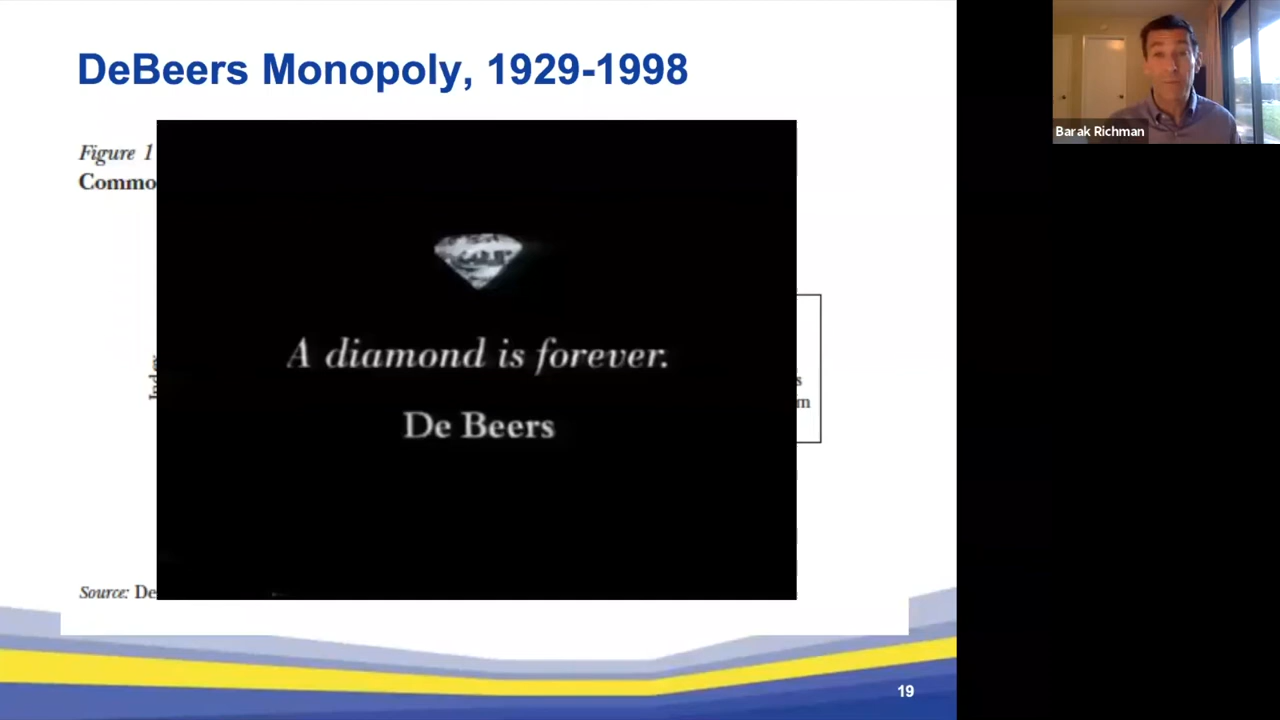 DeBeers Monopoly, 1929-1998
Barak Richman
Figure 1
Commo
A diamond is forever.
De Beers
s
m
Source: De
19